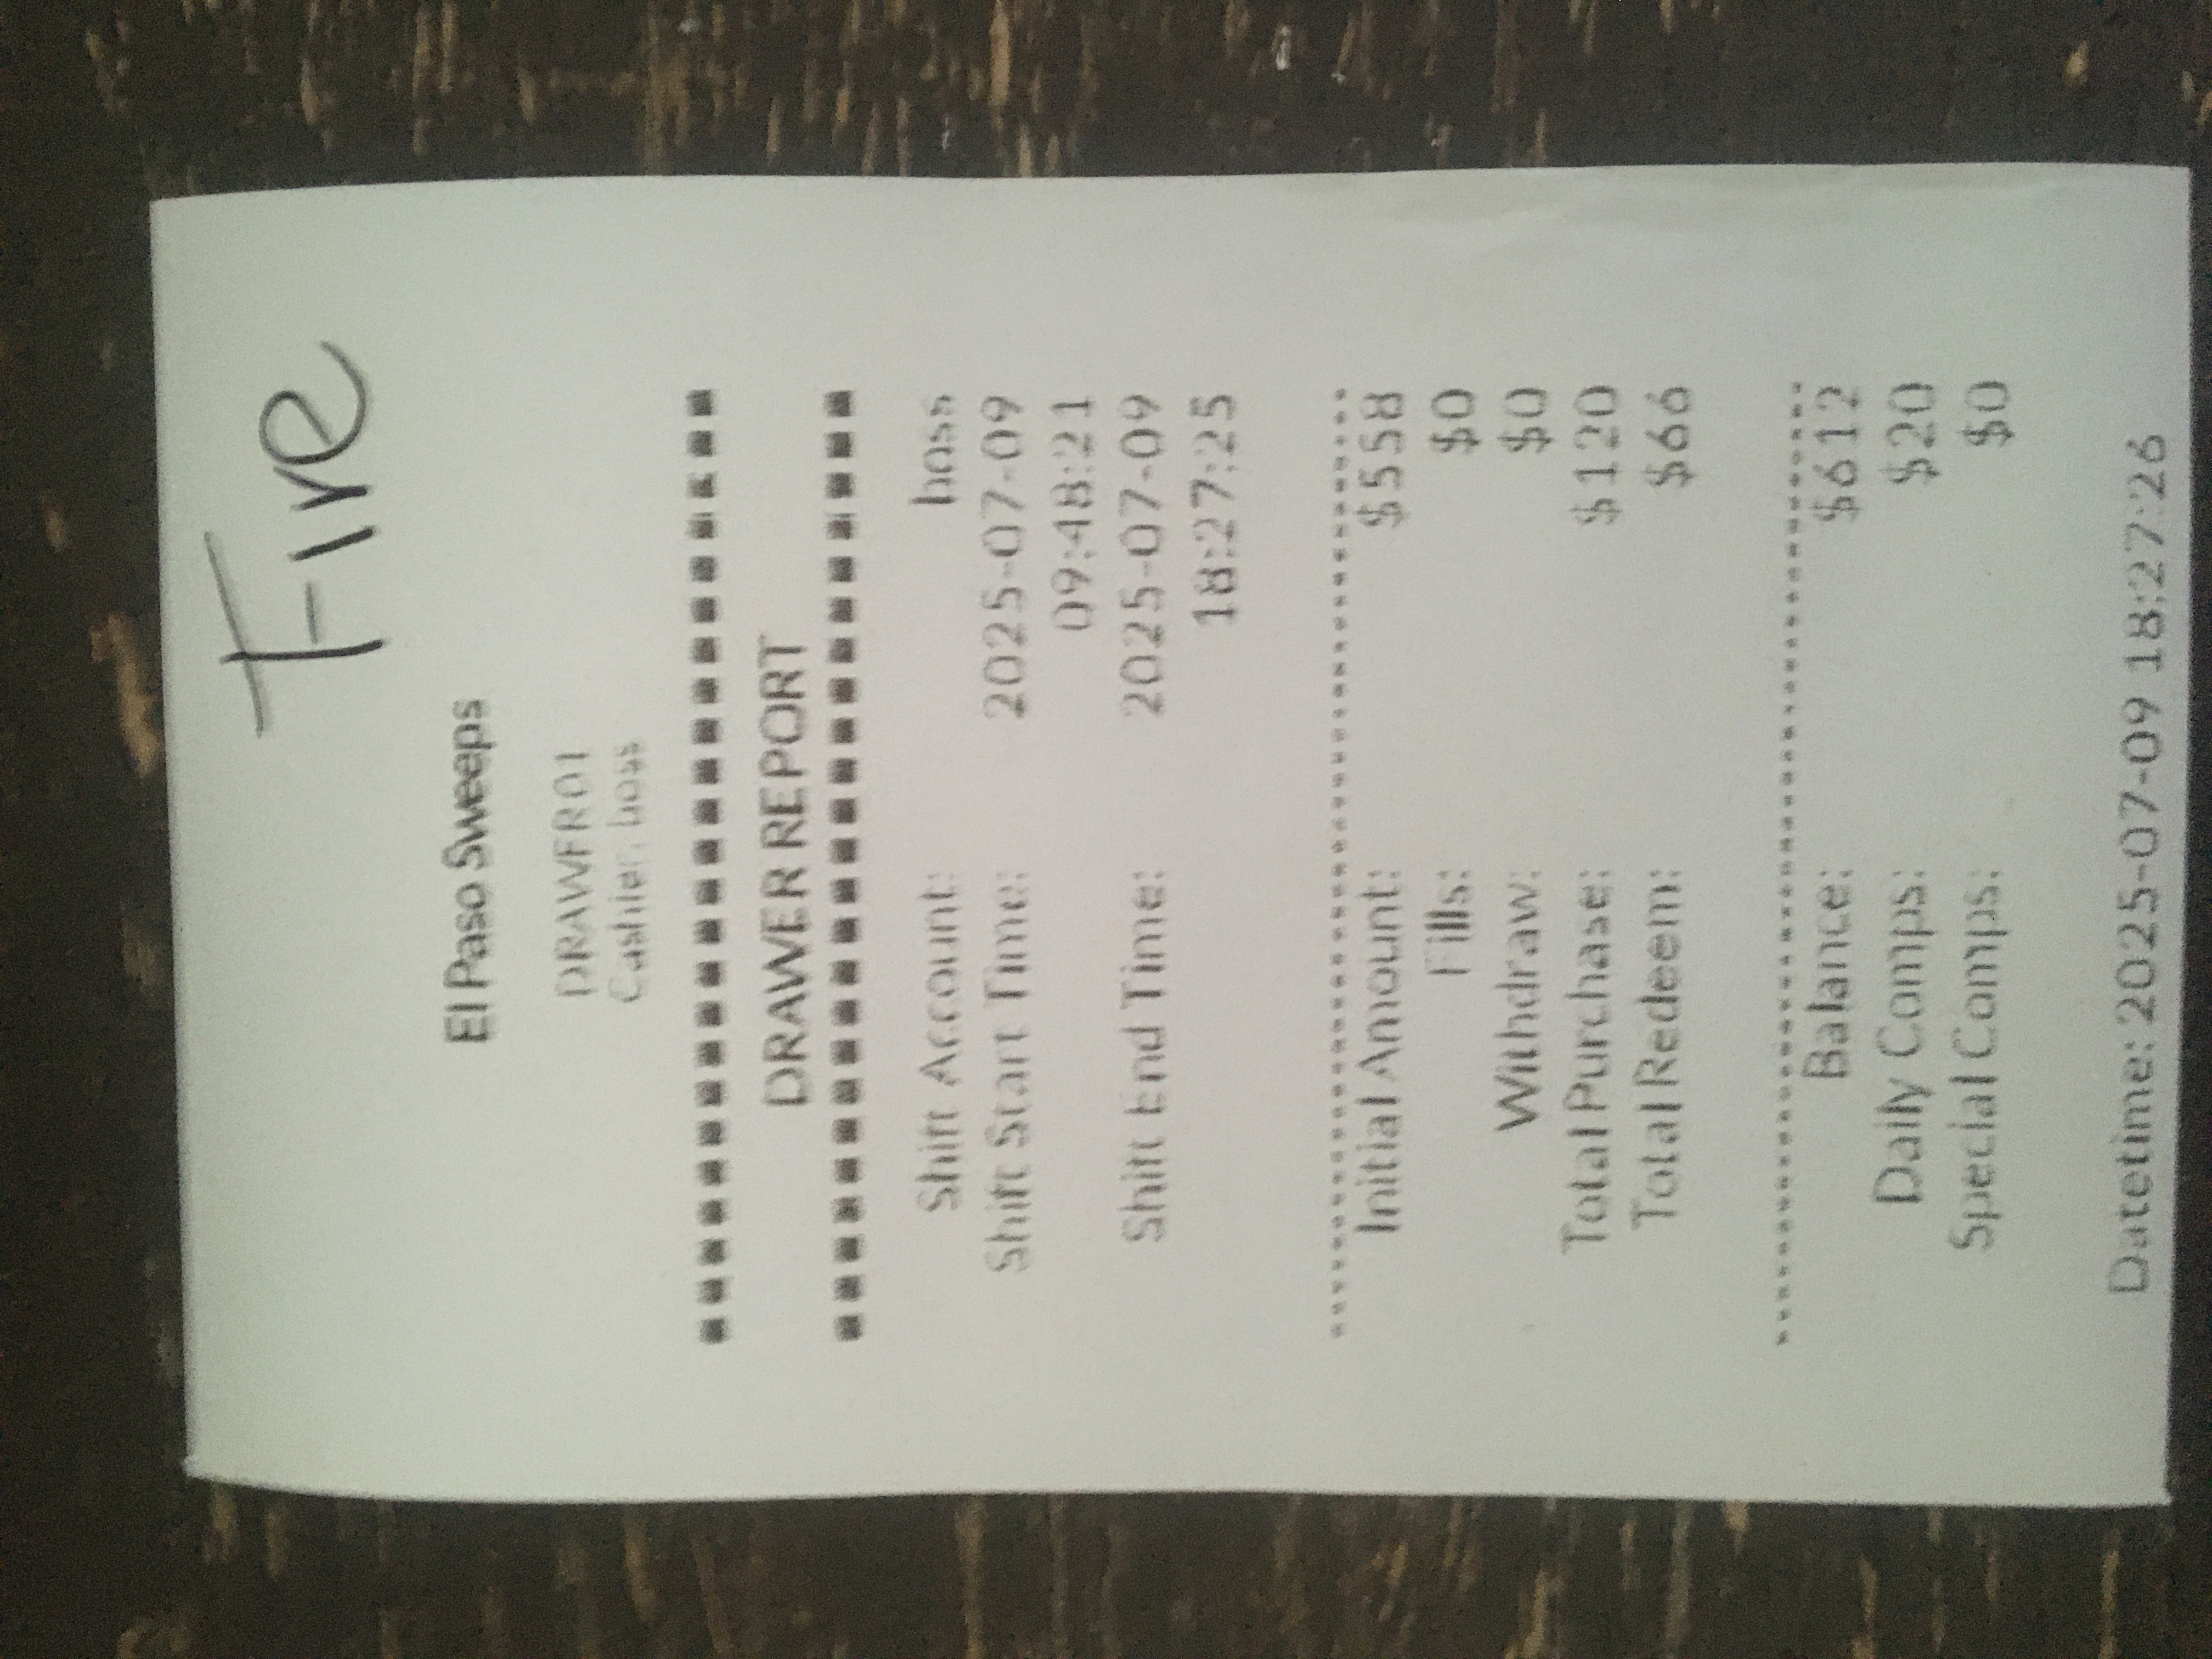 Fire
El Paso Sweeps
DRAWER01
Cashier: boss
DRAWER REPORT
Shift Account: boss
Shift Start Time: 2025-07-09
09:48:21
Shift End Time: 2025-07-09
18:27:25
Initial Amount: $558
Fills: $0
Withdraw: $0
Total Purchase: $120
Total Redeem: $66
Balance: $612
Daily Comps: $20
Special Comps: $0
Datetime: 2025-07-09 18:27:26